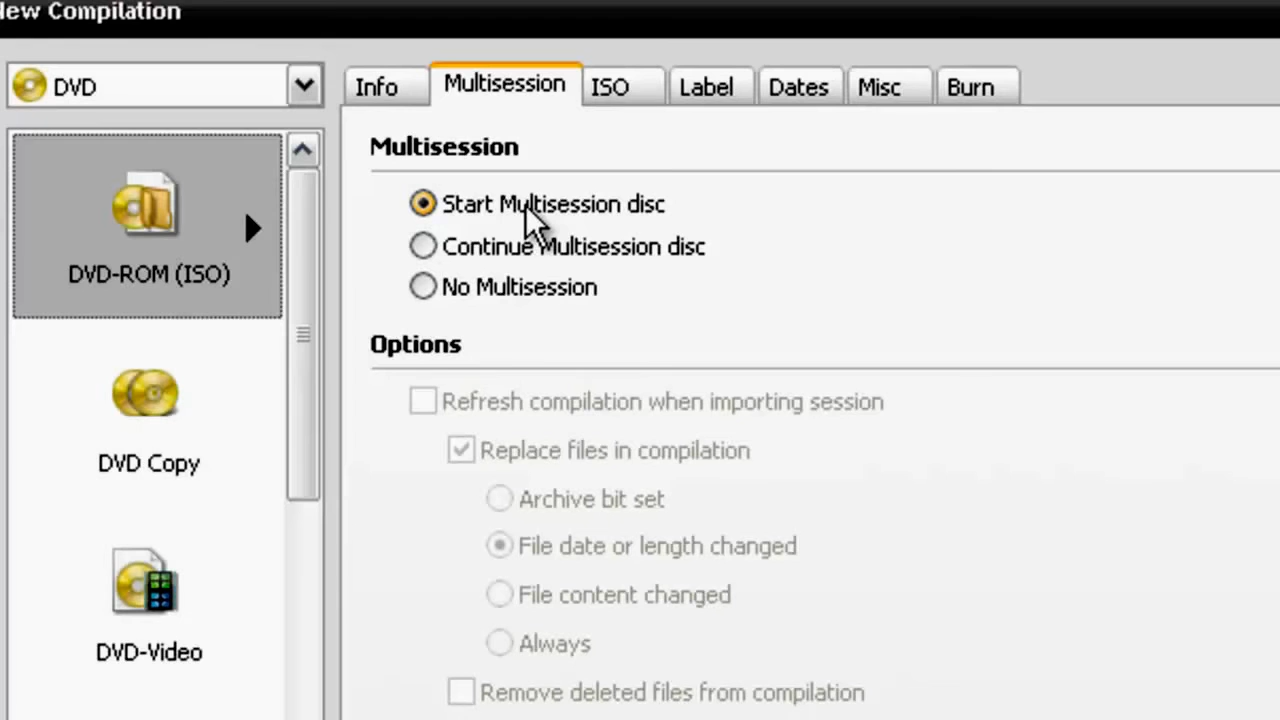 New Compilation
DVD
Info Multisession ISO Label Dates Misc Burn
DVD-ROM (ISO)
DVD Copy
DVD-Video
Multisession
Start Multisession disc
Continue Multisession disc
No Multisession
Options
Refresh compilation when importing session
Replace files in compilation
Archive bit set
File date or length changed
File content changed
Always
Remove deleted files from compilation